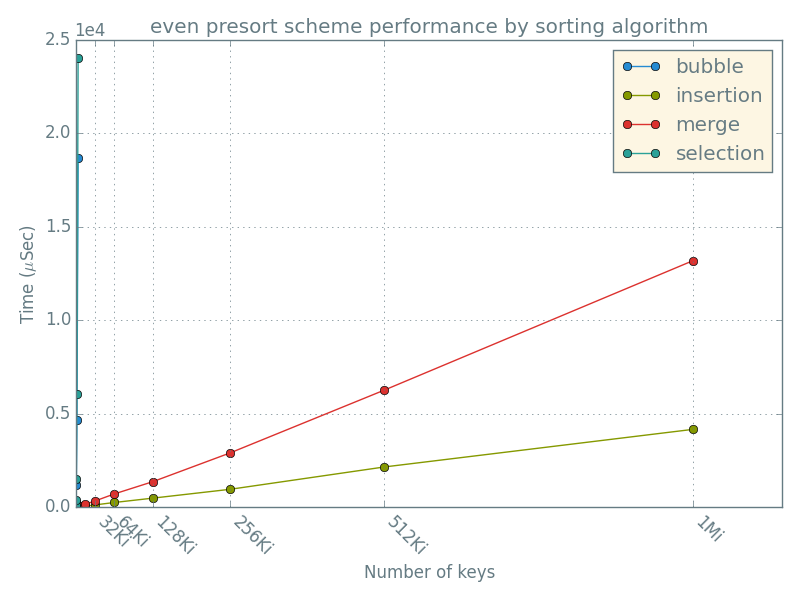 even presort scheme performance by sorting algorithm
1e4
2.5
2.0
1.5
1.0
0.5
0.0
Time (μSec)
bubble
insertion
merge
selection
32Ki
64Ki
128Ki
256Ki
512Ki
1Mi
Number of keys